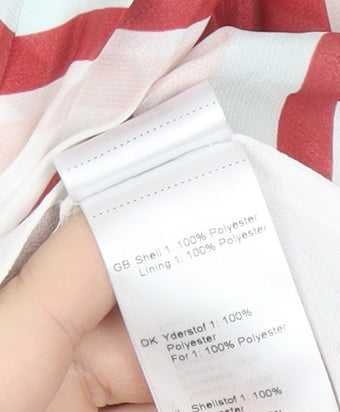 GB Shell 1: 100% Polyester
Lining 1: 100% Polyester
DK Yderstof 1: 100%
Polyester
For 1: 100% Polyester
Shellstof 1: 100%